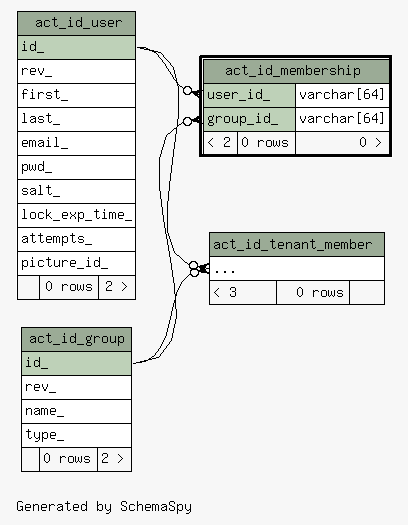 act_id_user
id_
rev_
first_
last_
email_
pwd_
salt_
lock_exp_time_
attempts_
picture_id_
0 rows 2 >
act_id_membership
user_id_ varchar[64]
group_id_ varchar[64]
< 2 0 rows 0 >
act_id_tenant_member
...
< 3 0 rows
act_id_group
id_
rev_
name_
type_
0 rows 2 >
Generated by SchemaSpy